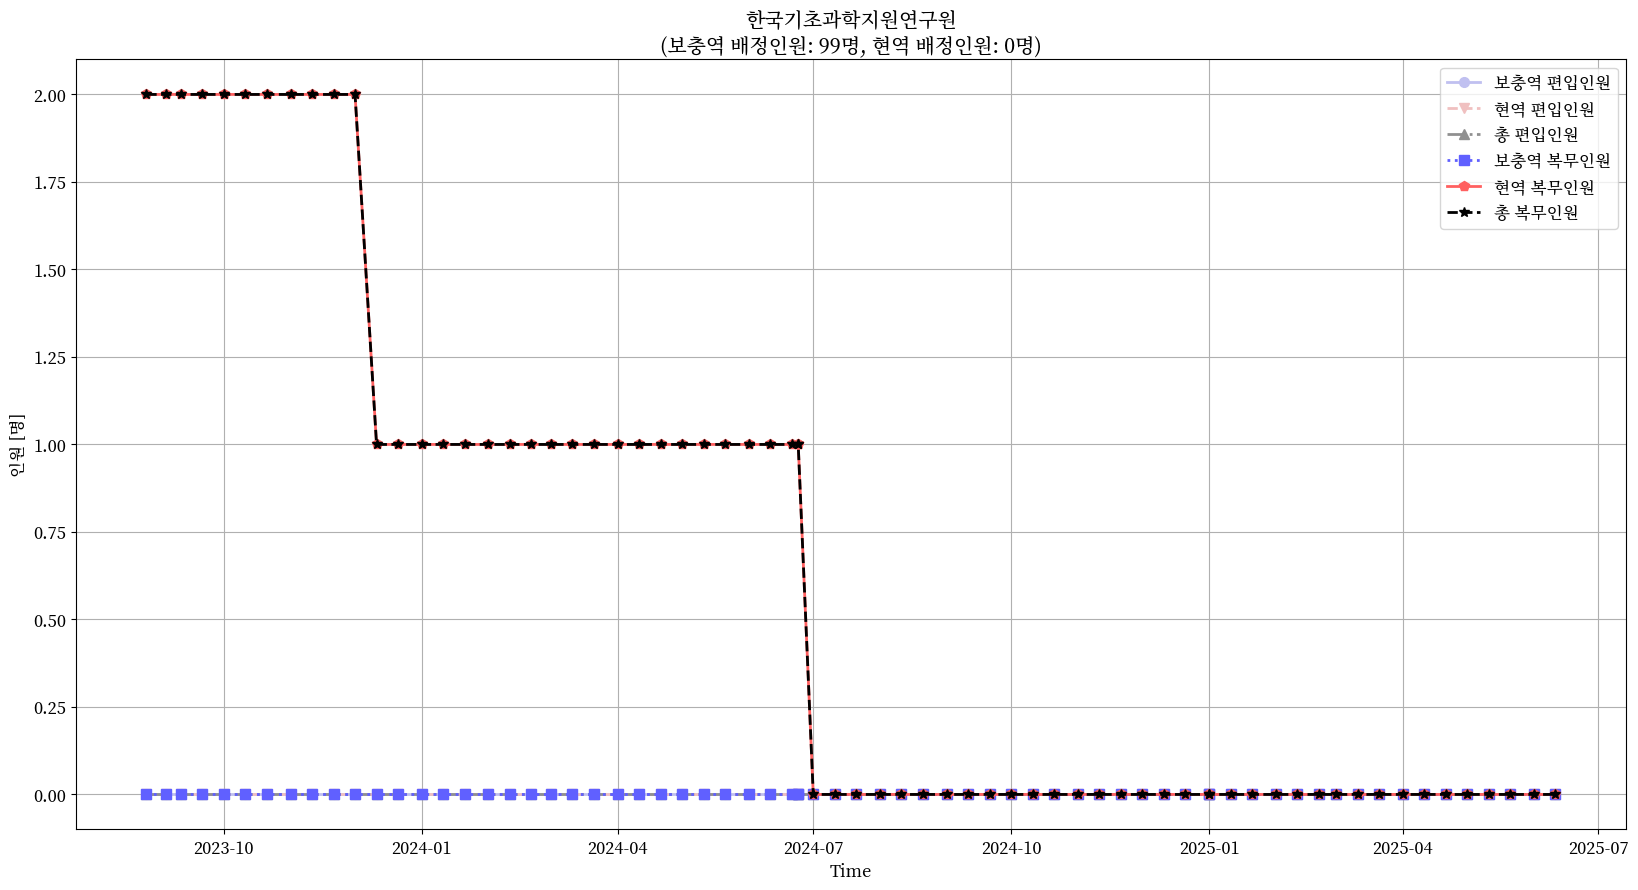 한국기초과학지원연구원
(보충역 배정인원: 99명, 현역 배정인원: 0명)
보충역 편입인원
현역 편입인원
총 편입인원
보충역 복무인원
현역 복무인원
총 복무인원
인원 [명]
2.00
1.75
1.50
1.25
1.00
0.75
0.50
0.25
0.00
2023-10 2024-01 2024-04 2024-07 2024-10 2025-01 2025-04 2025-07
Time